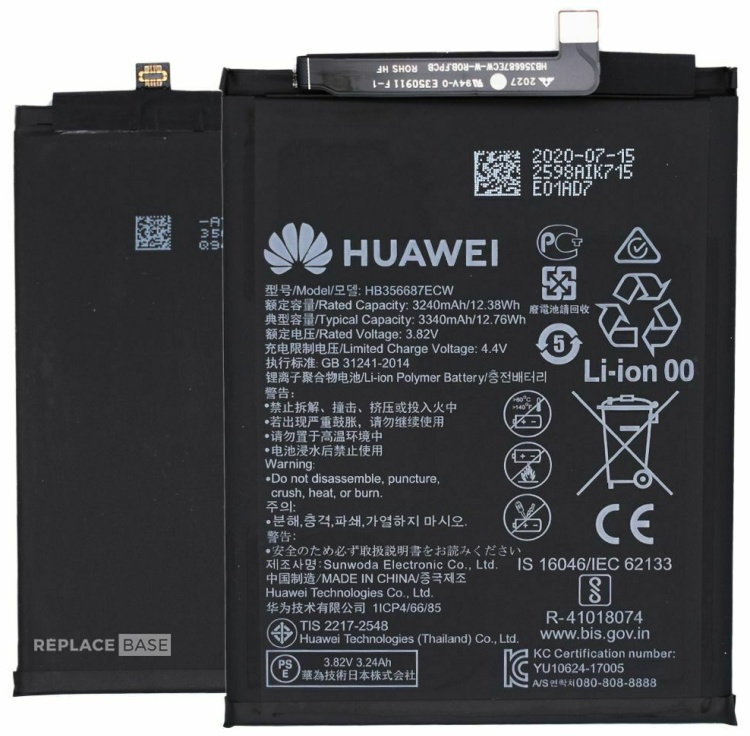 HB356687ECW-W-ROB.FPCB ROHS HF
94V-0 E350911 F-1
2027
2020-07-15
2598AIK715
E01AD7
HUAWEI
型号/Model/모델: HB356687ECW
额定容量/Rated Capacity: 3240mAh/12.38Wh
典型容量/Typical Capacity: 3340mAh/12.76Wh
额定电压/Rated Voltage: 3.82V
充电限制电压/Limited Charge Voltage: 4.4V
执行标准: GB 31241-2014
锂离子聚合物电池/Li-ion Polymer Battery/충전배터리
警告:
•禁止拆解、撞击、挤压或投入火中
•若出现严重鼓胀，请勿继续使用
•请勿置于高温环境中
•电池浸水后禁止使用
Warning:
•Do not disassemble, puncture,
crush, heat, or burn.
주의:
•분해,충격,파쇄,가열하지 마시오.
警告:
•安全のため必ず取扱説明書をお読みください
제조사명:Sunwoda Electronic Co., Ltd.
中国制造/MADE IN CHINA/중국제조
Huawei Technologies Co., Ltd.
华为技术有限公司 1ICP4/66/85
TIS 2217-2548
Huawei Technologies (Thailand) Co., Ltd.
PS
E
3.82V 3.24Ah
華為技術日本株式会社
廢電池請回收
5
Li-ion 00
>60°C
>140°F
CE
IS 16046/IEC 62133
R-41018074
www.bis.gov.in
KC Certification number:
YU10624-17005
A/S 연락처080-808-8888
REPLACE BASE